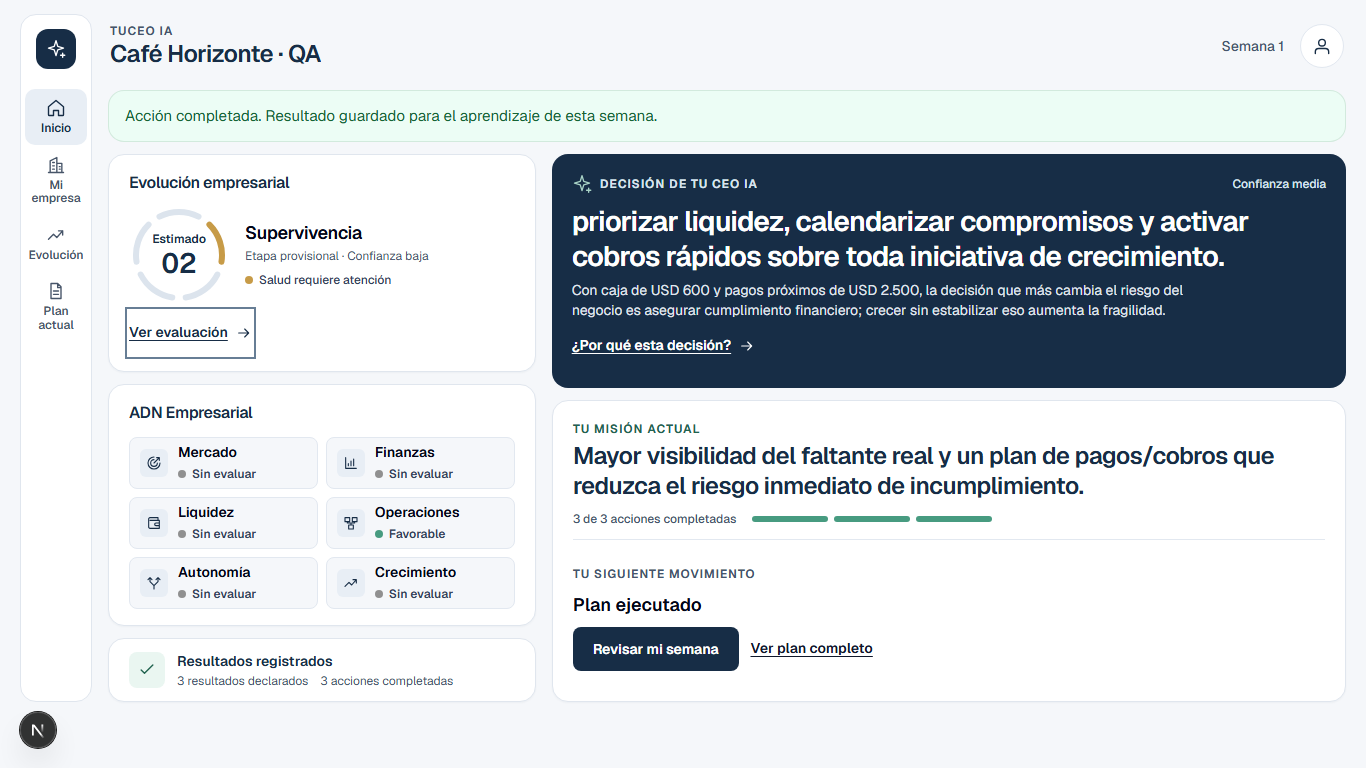 TUCEO IA
Café Horizonte · QA
Semana 1
Inicio
Mi
empresa
Evolución
Plan
actual
Acción completada. Resultado guardado para el aprendizaje de esta semana.
Evolución empresarial
Estimado
02
Supervivencia
Etapa provisional · Confianza baja
Salud requiere atención
Ver evaluación →
ADN Empresarial
Mercado
Sin evaluar
Finanzas
Sin evaluar
Liquidez
Sin evaluar
Operaciones
Favorable
Autonomía
Sin evaluar
Crecimiento
Sin evaluar
Resultados registrados
3 resultados declarados 3 acciones completadas
DECISIÓN DE TU CEO IA
Confianza media
priorizar liquidez, calendarizar compromisos y activar
cobros rápidos sobre toda iniciativa de crecimiento.
Con caja de USD 600 y pagos próximos de USD 2.500, la decisión que más cambia el riesgo del
negocio es asegurar cumplimiento financiero; crecer sin estabilizar eso aumenta la fragilidad.
¿Por qué esta decisión? →
TU MISIÓN ACTUAL
Mayor visibilidad del faltante real y un plan de pagos/cobros que
reduzca el riesgo inmediato de incumplimiento.
3 de 3 acciones completadas
TU SIGUIENTE MOVIMIENTO
Plan ejecutado
Revisar mi semana
Ver plan completo
N